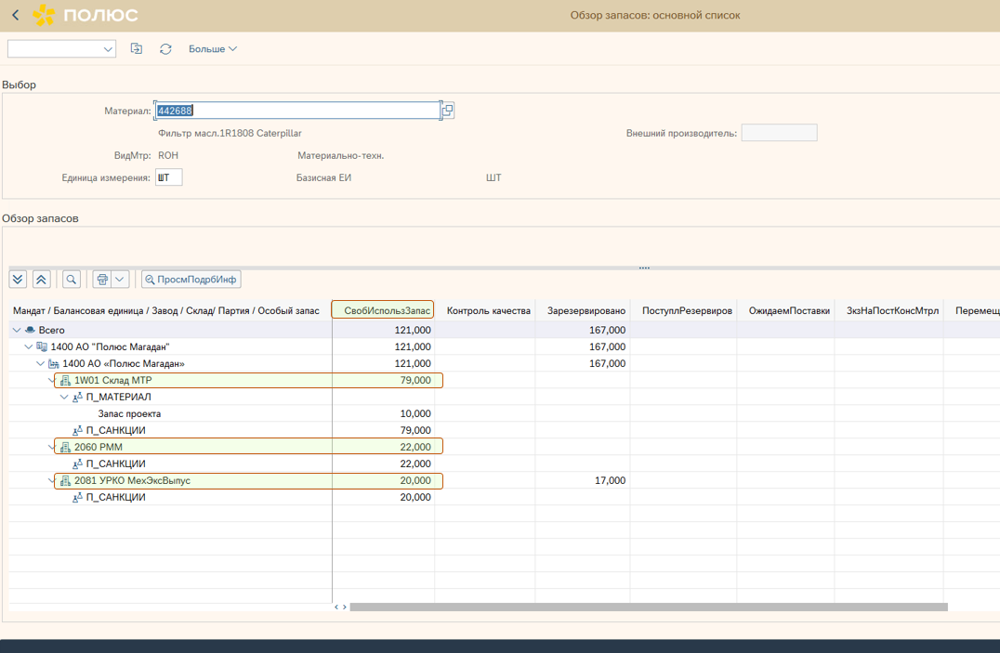 ПОЛЮС
Обзор запасов: основной список
Больше
Выбор
Материал: 442688
Фильтр масл.1R1808 Caterpillar
Внешний производитель:
ВидМтр: ROH Материально-техн.
Единица измерения: ШТ Базисная ЕИ ШТ
Обзор запасов
ПросмПодрбИнф
Мандат / Балансовая единица / Завод / Склад/ Партия / Особый запас СвобИспользЗапас Контроль качества Зарезервировано ПоступлРезервиров ОжидаемПоставки ЗкзНаПостКонсМтрл Перемещ
Всего 121,000 167,000
1400 АО "Полюс Магадан" 121,000 167,000
1400 АО «Полюс Магадан» 121,000 167,000
1W01 Склад МТР 79,000
П_МАТЕРИАЛ
Запас проекта 10,000
П_САНКЦИИ 79,000
2060 РММ 22,000
П_САНКЦИИ 22,000
2081 УРКО МехЭксВыпус 20,000 17,000
П_САНКЦИИ 20,000